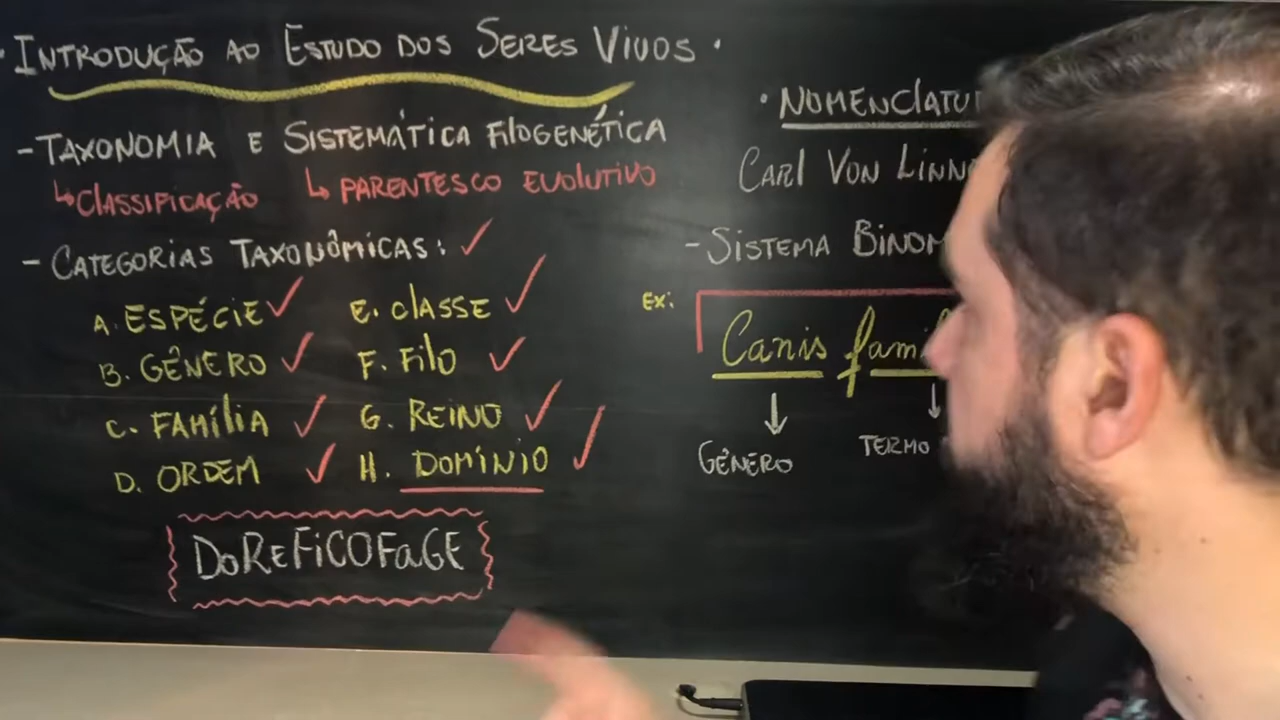 · INTRODUÇÃO AO ESTUDO DOS SERES VIVOS ·
- TAXONOMIA E SISTEMÁTICA FILOGENÉTICA
↳ CLASSIFICAÇÃO ↳ PARENTESCO EVOLUTIVO
- CATEGORIAS TAXONÔMICAS: ✓
A. ESPÉCIE ✓ E. CLASSE ✓
B. GÊNERO ✓ F. FILO ✓
C. FAMÍLIA ✓ G. REINO ✓
D. ORDEM ✓ H. DOMÍNIO ✓
DoReFiCOFaGE
· NOMENCLATU
CARL VON LINN
- SISTEMA BINOM
Ex:
Canis fami
↓ ↓
GÊNERO TERMO